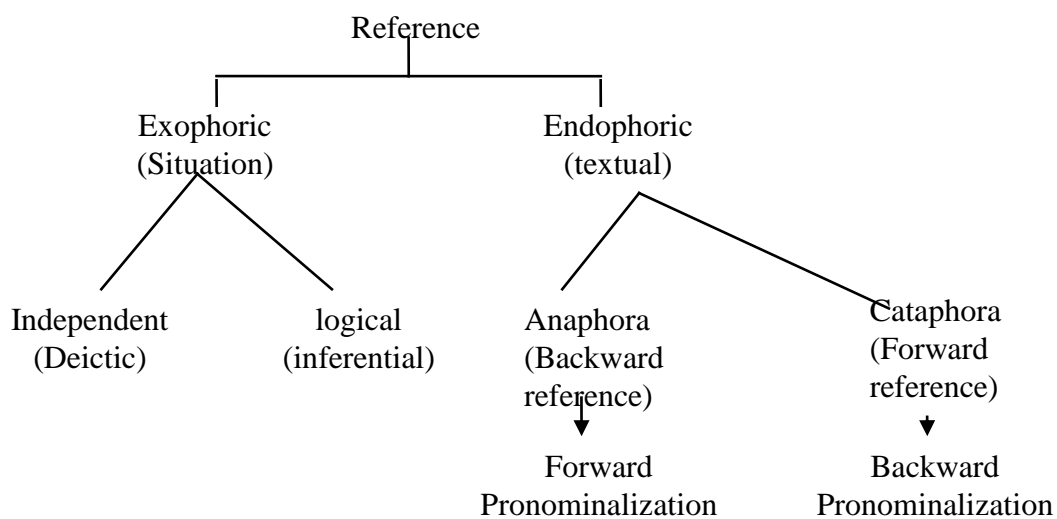 Reference
Exophoric
(Situation)
Endophoric
(textual)
Independent
(Deictic)
logical
(inferential)
Anaphora
(Backward
reference)
Cataphora
(Forward
reference)
Forward
Pronominalization
Backward
Pronominalization